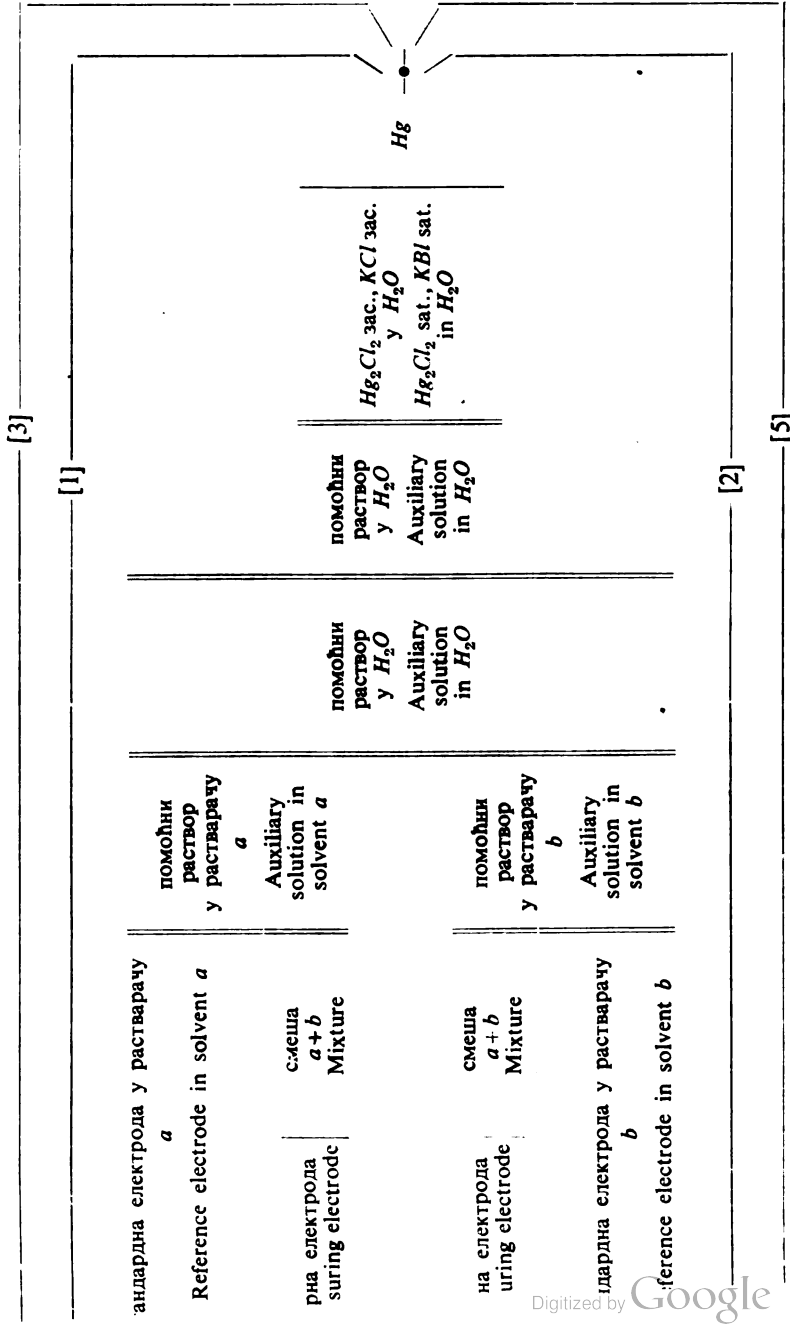 [3]
[1]
андардна електрода у растварачу
a
Reference electrode in solvent a
рна електрода
suring electrode
смеша
a + b
Mixture
помоћни
раствор
у растварачу
a
Auxiliary
solution in
solvent a
на електрода
uring electrode
смеша
a + b
Mixture
дардна електрода у растварачу
b
ference electrode in solvent b
помоћни
раствор
у растварачу
b
Auxiliary
solution in
solvent b
помоћни
раствор
у H₂O
Auxiliary
solution
in H₂O
помоћни
раствор
у H₂O
Auxiliary
solution
in H₂O
Hg₂Cl₂ зас., KCl зас.
у H₂O
Hg₂Cl₂ sat., KBl sat.
in H₂O
Hg
[2]
[5]
Digitized by Google